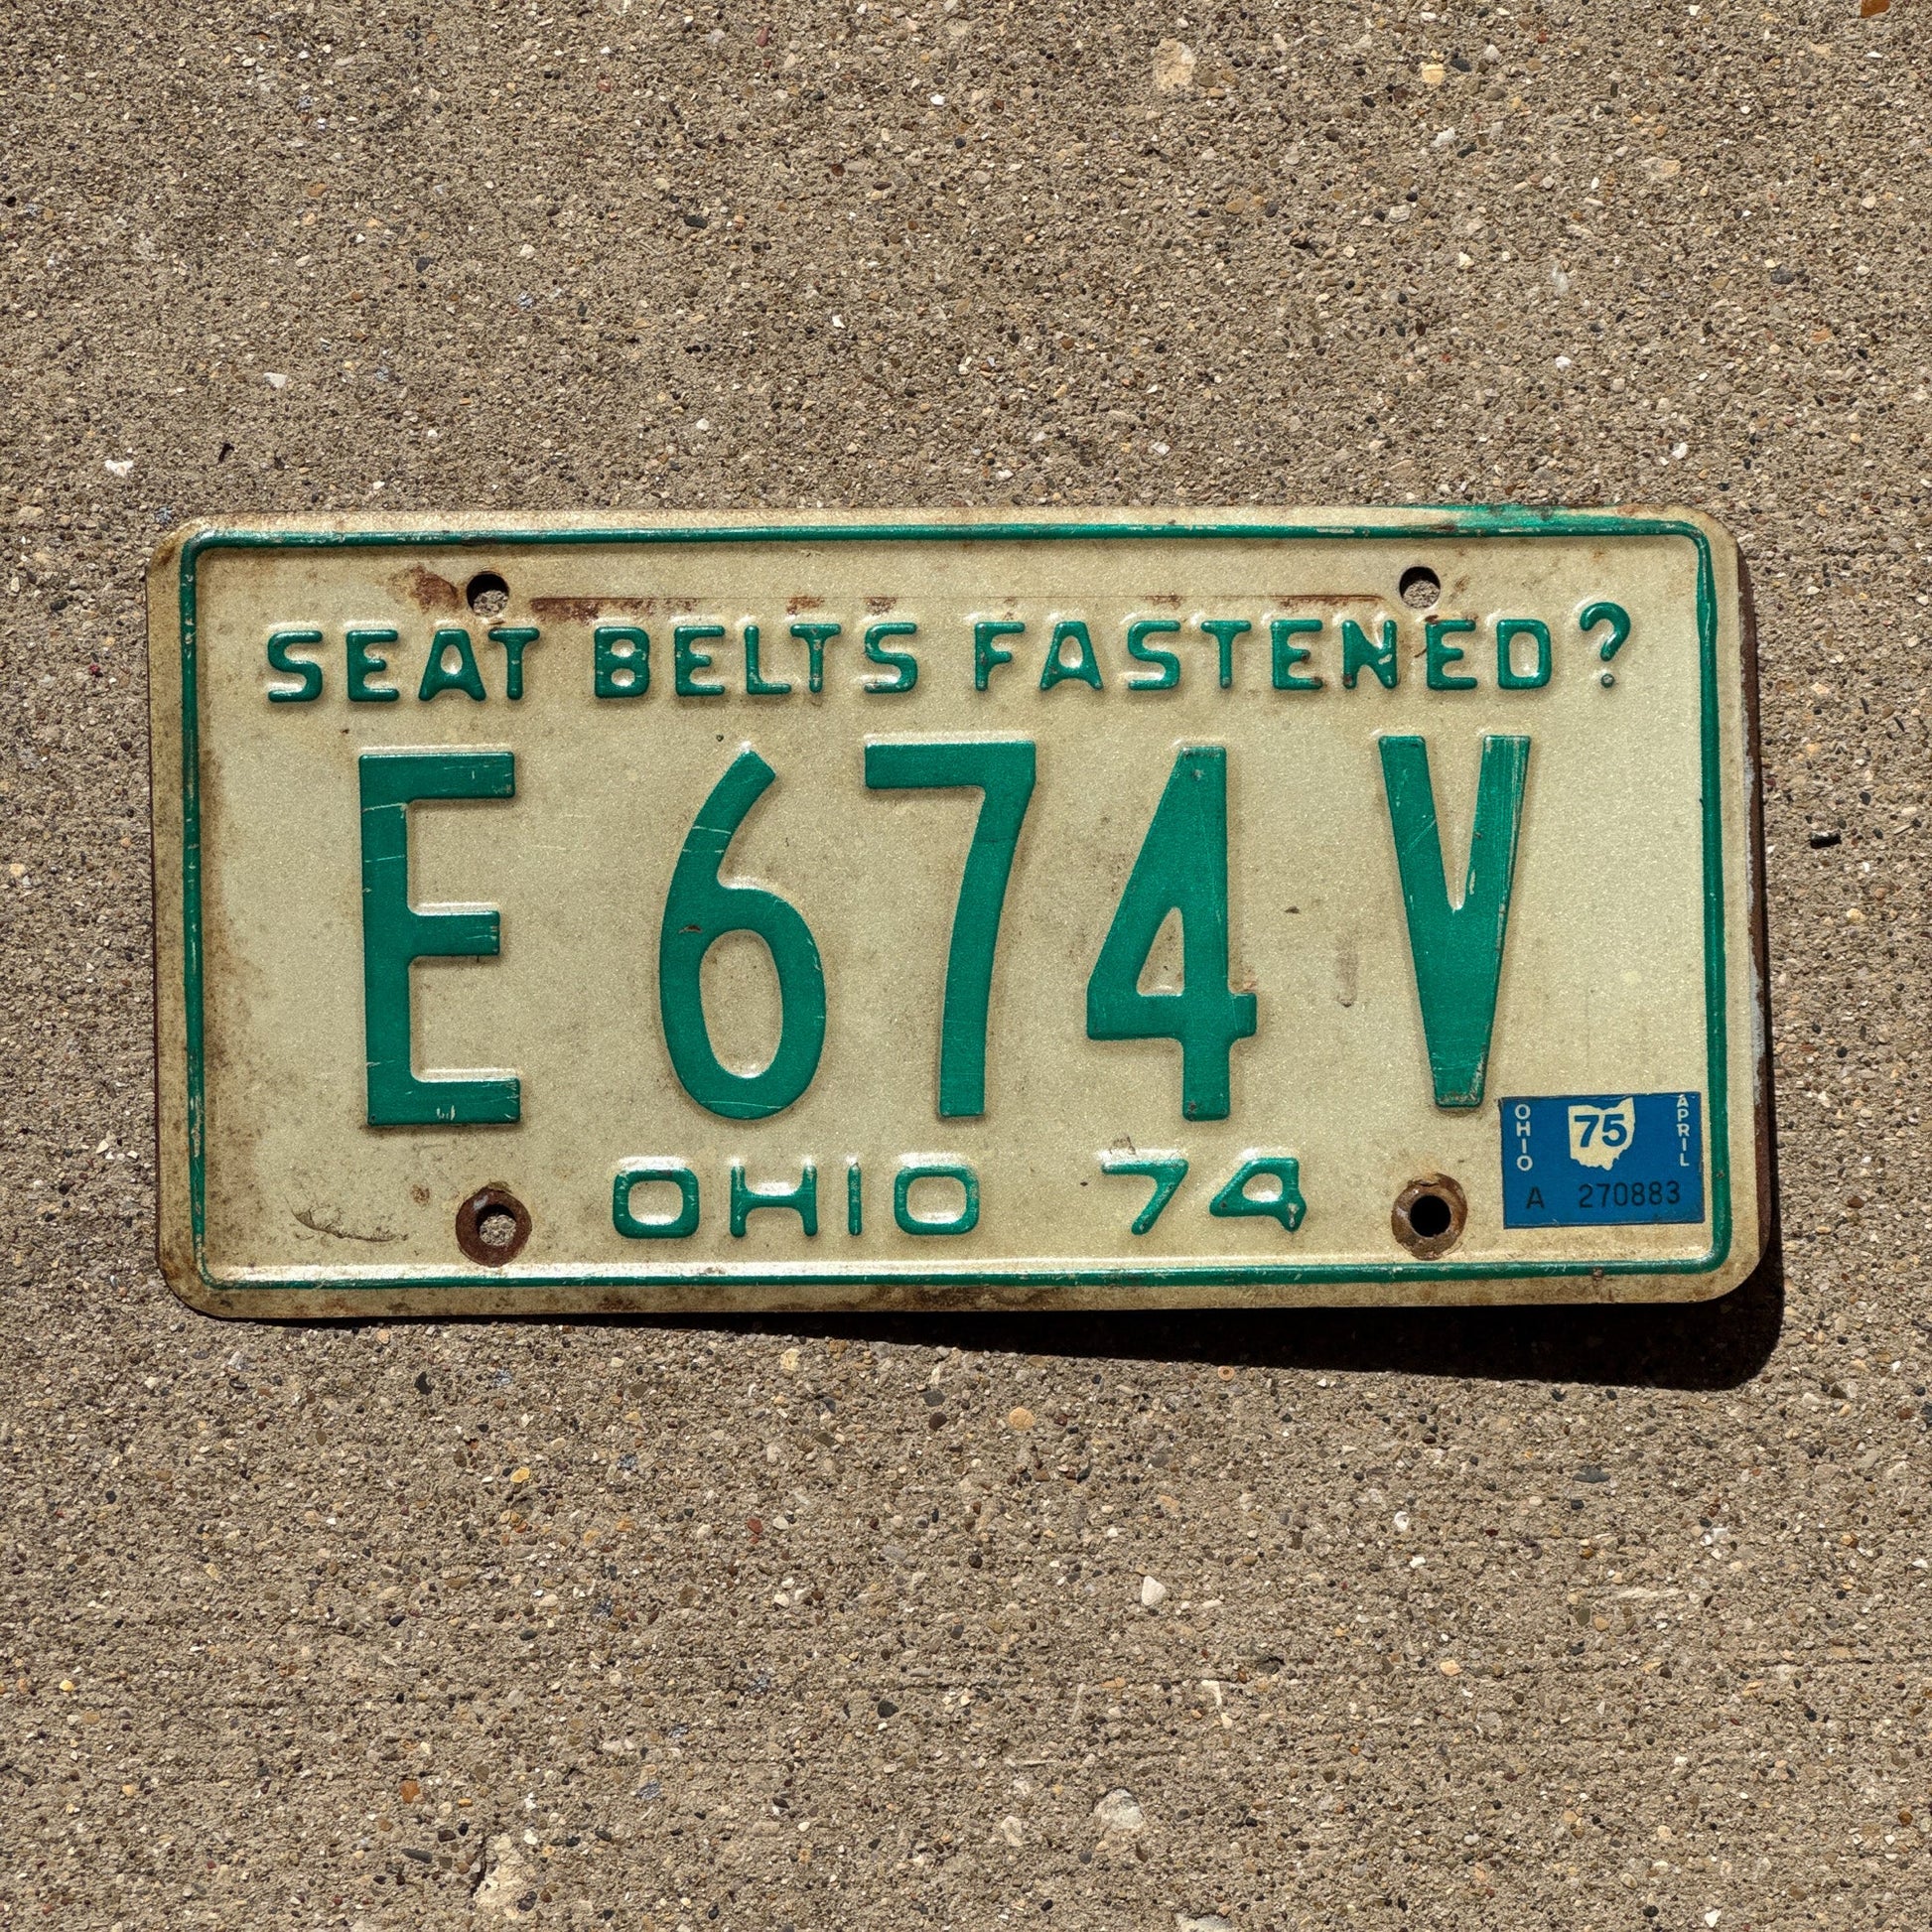 SEAT BELTS FASTENED?
E 674 V
OHIO 74
OHIO 75 APRIL
A 270883